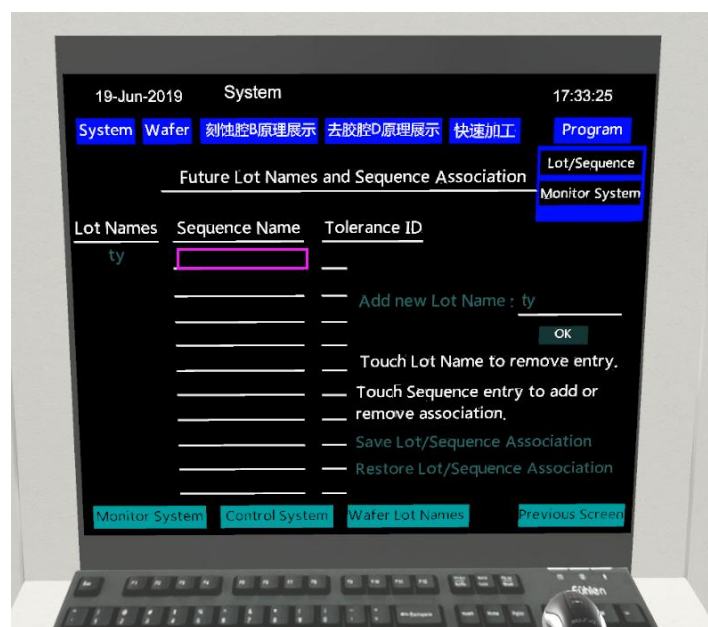 19-Jun-2019 System 17:33:25
System Wafer 刻蚀腔B原理展示 去胶腔D原理展示 快速加工 Program
Lot/Sequence
Monitor System
Future Lot Names and Sequence Association
Lot Names Sequence Name Tolerance ID
ty
Add new Lot Name : ty
OK
Touch Lot Name to remove entry.
Touch Sequence entry to add or
remove association.
Save Lot/Sequence Association
Restore Lot/Sequence Association
Monitor System Control System Wafer Lot Names Previous Screen
Fühlen